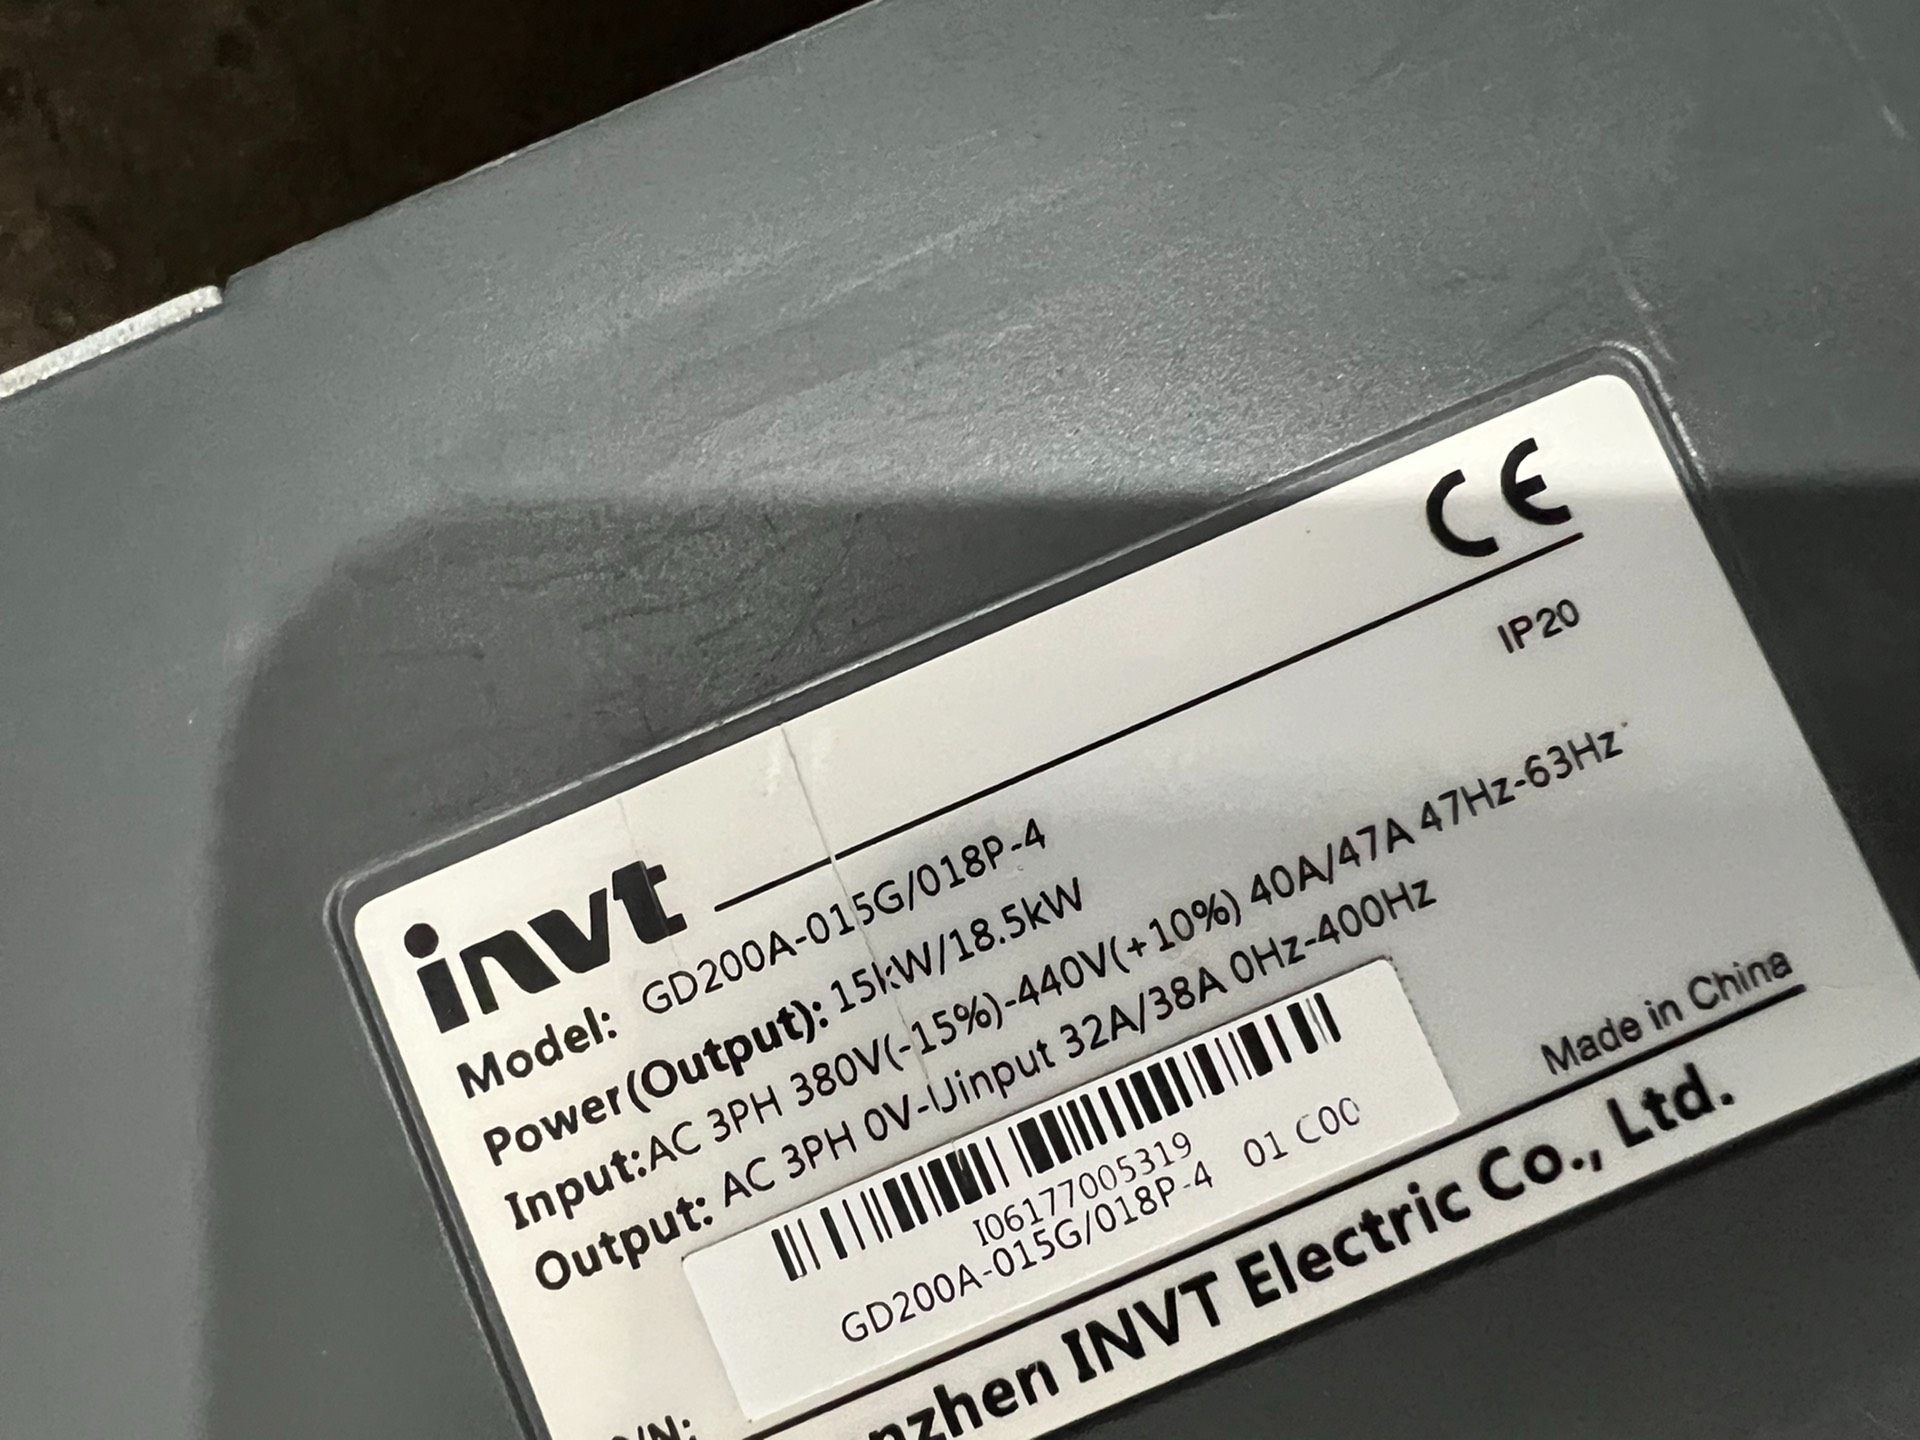 CE
invt
IP20
Model: GD200A-015G/018P-4
Power(Output): 15kW/18.5kW
Input:AC 3PH 380V(-15%)-440V(+10%) 40A/47A 47Hz-63Hz
Output: AC 3PH 0V-Uinput 32A/38A 0Hz-400Hz
I06177005319
GD200A-015G/018P-4 01 C00
Made in China
/N:
nzhen INVT Electric Co., Ltd.